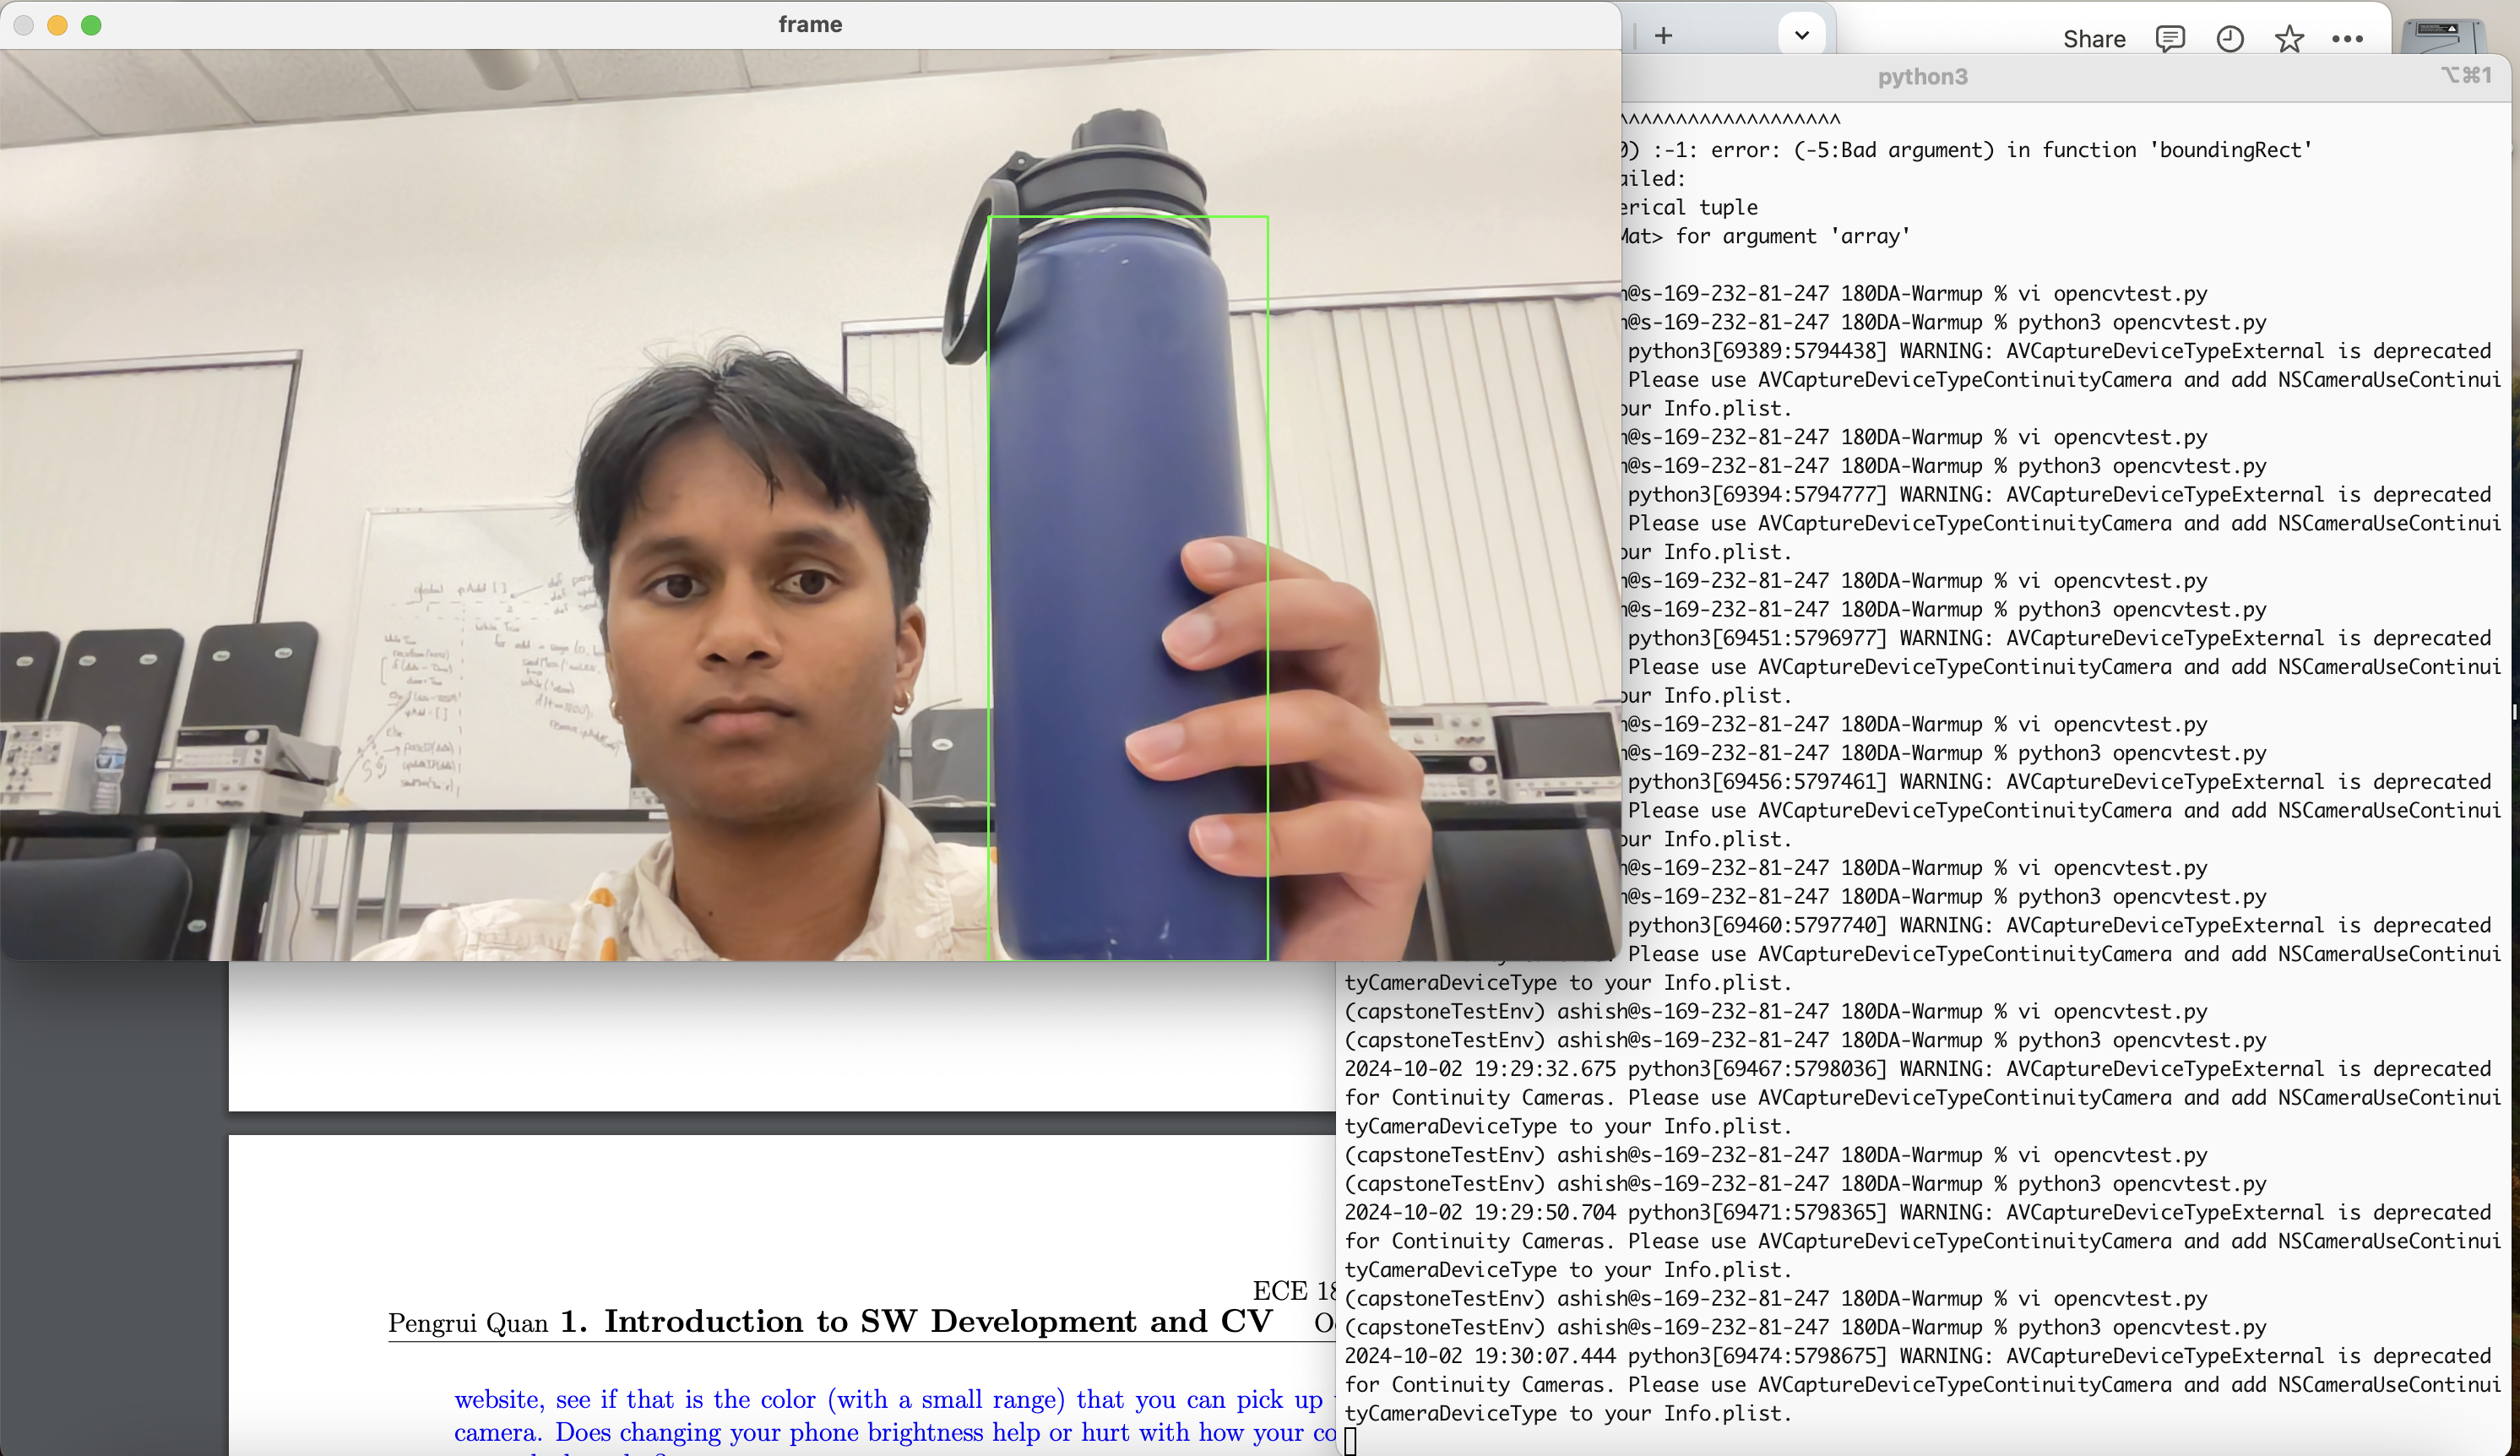 frame
Share
python3
⌥⌘1
^^^^^^^^^^^^^^^^^^^
) :-1: error: (-5:Bad argument) in function 'boundingRect'
ailed:
erical tuple
Mat> for argument 'array'
@s-169-232-81-247 180DA-Warmup % vi opencvtest.py
@s-169-232-81-247 180DA-Warmup % python3 opencvtest.py
python3[69389:5794438] WARNING: AVCaptureDeviceTypeExternal is deprecated
Please use AVCaptureDeviceTypeContinuityCamera and add NSCameraUseContinui
our Info.plist.
@s-169-232-81-247 180DA-Warmup % vi opencvtest.py
@s-169-232-81-247 180DA-Warmup % python3 opencvtest.py
python3[69394:5794777] WARNING: AVCaptureDeviceTypeExternal is deprecated
Please use AVCaptureDeviceTypeContinuityCamera and add NSCameraUseContinui
our Info.plist.
@s-169-232-81-247 180DA-Warmup % vi opencvtest.py
@s-169-232-81-247 180DA-Warmup % python3 opencvtest.py
python3[69451:5796977] WARNING: AVCaptureDeviceTypeExternal is deprecated
Please use AVCaptureDeviceTypeContinuityCamera and add NSCameraUseContinui
our Info.plist.
@s-169-232-81-247 180DA-Warmup % vi opencvtest.py
@s-169-232-81-247 180DA-Warmup % python3 opencvtest.py
python3[69456:5797461] WARNING: AVCaptureDeviceTypeExternal is deprecated
Please use AVCaptureDeviceTypeContinuityCamera and add NSCameraUseContinui
our Info.plist.
@s-169-232-81-247 180DA-Warmup % vi opencvtest.py
@s-169-232-81-247 180DA-Warmup % python3 opencvtest.py
python3[69460:5797740] WARNING: AVCaptureDeviceTypeExternal is deprecated
Please use AVCaptureDeviceTypeContinuityCamera and add NSCameraUseContinui
tyCameraDeviceType to your Info.plist.
(capstoneTestEnv) ashish@s-169-232-81-247 180DA-Warmup % vi opencvtest.py
(capstoneTestEnv) ashish@s-169-232-81-247 180DA-Warmup % python3 opencvtest.py
2024-10-02 19:29:32.675 python3[69467:5798036] WARNING: AVCaptureDeviceTypeExternal is deprecated
for Continuity Cameras. Please use AVCaptureDeviceTypeContinuityCamera and add NSCameraUseContinui
tyCameraDeviceType to your Info.plist.
(capstoneTestEnv) ashish@s-169-232-81-247 180DA-Warmup % vi opencvtest.py
(capstoneTestEnv) ashish@s-169-232-81-247 180DA-Warmup % python3 opencvtest.py
2024-10-02 19:29:50.704 python3[69471:5798365] WARNING: AVCaptureDeviceTypeExternal is deprecated
for Continuity Cameras. Please use AVCaptureDeviceTypeContinuityCamera and add NSCameraUseContinui
tyCameraDeviceType to your Info.plist.
(capstoneTestEnv) ashish@s-169-232-81-247 180DA-Warmup % vi opencvtest.py
(capstoneTestEnv) ashish@s-169-232-81-247 180DA-Warmup % python3 opencvtest.py
2024-10-02 19:30:07.444 python3[69474:5798675] WARNING: AVCaptureDeviceTypeExternal is deprecated
for Continuity Cameras. Please use AVCaptureDeviceTypeContinuityCamera and add NSCameraUseContinui
tyCameraDeviceType to your Info.plist.
ECE 18
Pengrui Quan 1. Introduction to SW Development and CV
website, see if that is the color (with a small range) that you can pick up
camera. Does changing your phone brightness help or hurt with how your co